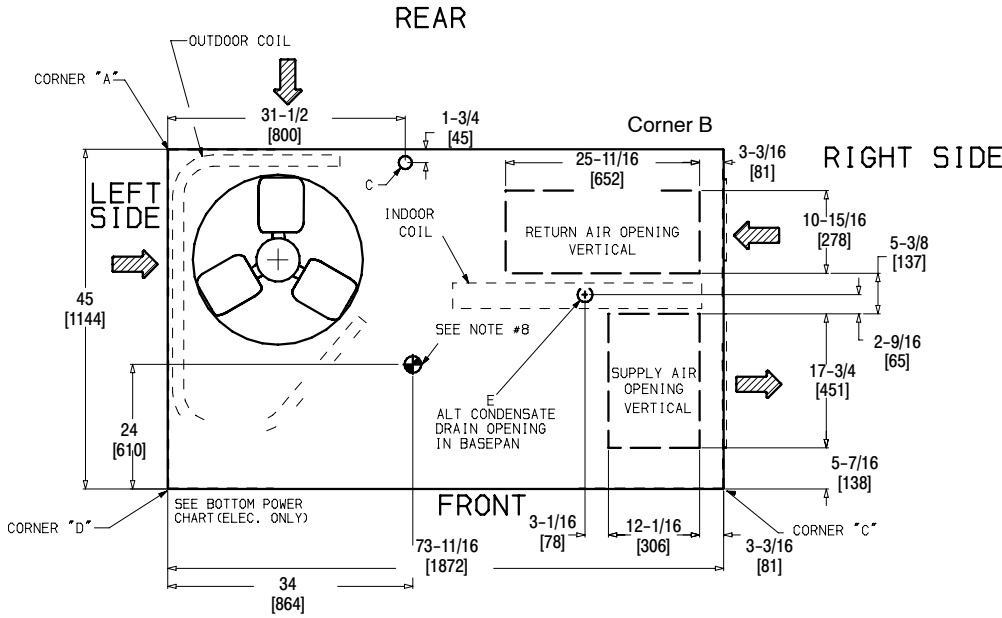 REAR
OUTDOOR COIL
CORNER "A"
31-1/2
[800]
1-3/4
[45]
Corner B
3-3/16
[81]
RIGHT SIDE
25-11/16
[652]
C
LEFT
SIDE
INDOOR
COIL
RETURN AIR OPENING
VERTICAL
10-15/16
[278]
5-3/8
[137]
45
[1144]
SEE NOTE #8
2-9/16
[65]
17-3/4
[451]
SUPPLY AIR
OPENING
VERTICAL
E
ALT CONDENSATE
DRAIN OPENING
IN BASEPAN
24
[610]
5-7/16
[138]
SEE BOTTOM POWER
CHART(ELEC. ONLY)
FRONT
CORNER "D"
3-1/16
[78]
12-1/16
[306]
CORNER "C"
3-3/16
[81]
73-11/16
[1872]
34
[864]